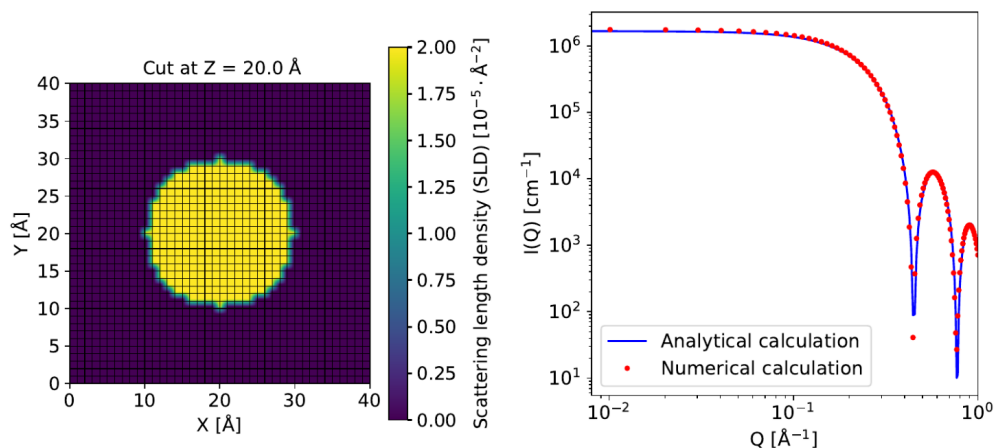 Cut at Z = 20.0 Å
40
35
30
25
20
15
10
5
0
Y [Å]
0 10 20 30 40
X [Å]
2.00
1.75
1.50
1.25
1.00
0.75
0.50
0.25
0.00
Scattering length density (SLD) [10⁻⁵ · Å⁻²]
10⁶
10⁵
10⁴
10³
10²
10¹
I(Q) [cm⁻¹]
Analytical calculation
Numerical calculation
10⁻² 10⁻¹ 10⁰
Q [Å⁻¹]